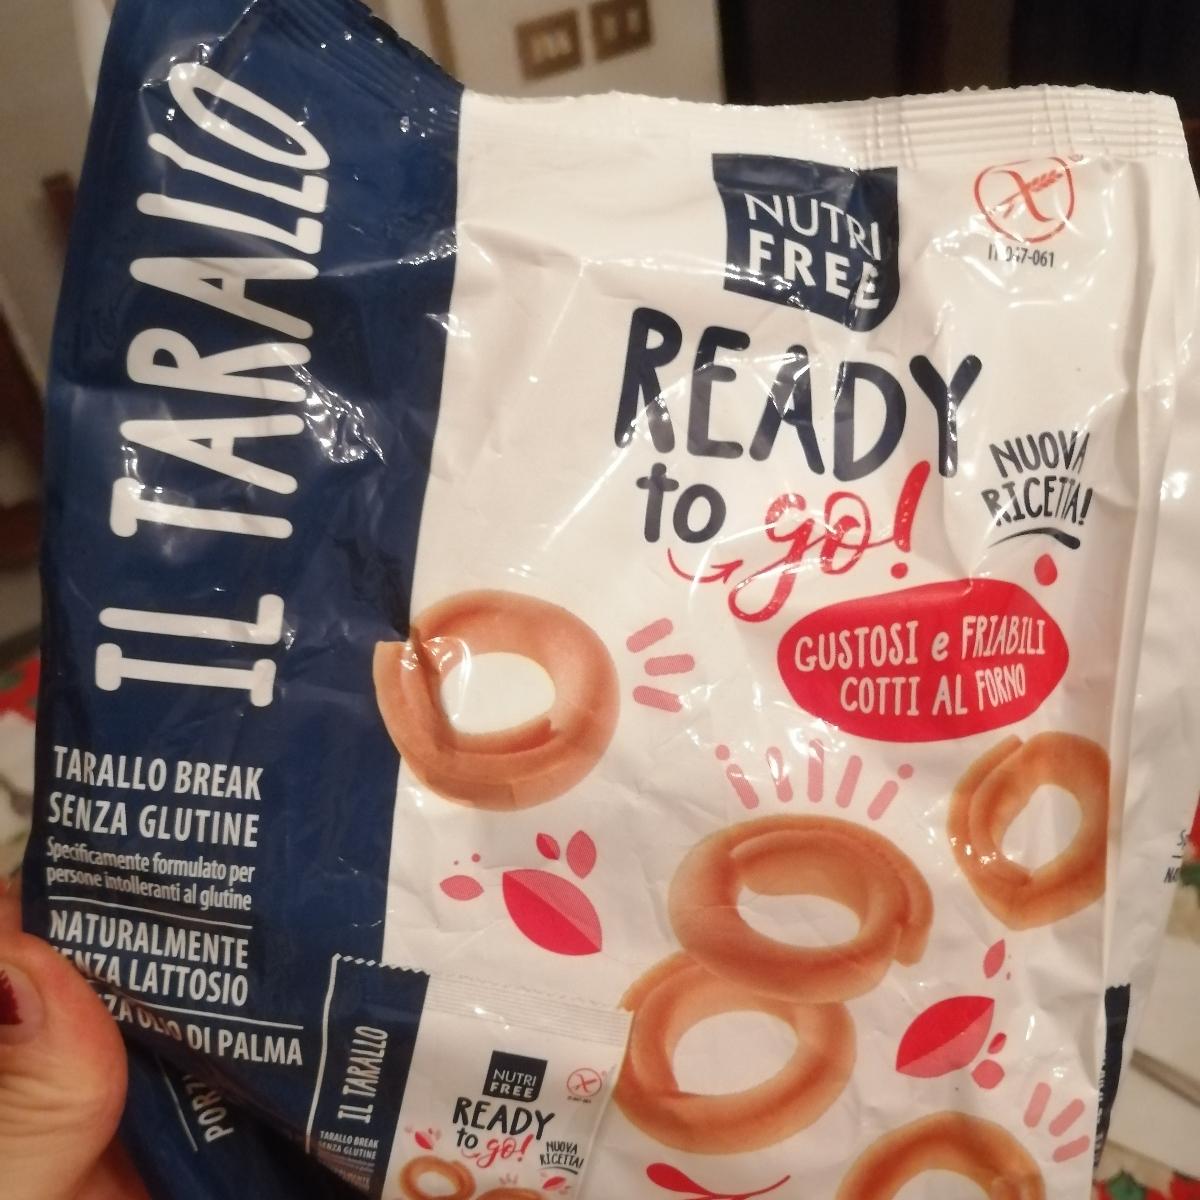 IL TARALLO
TARALLO BREAK
SENZA GLUTINE
Specificamente formulato per
persone intolleranti al glutine
NATURALMENTE
SENZA LATTOSIO
SENZA OLIO DI PALMA
NUTRI
FREE
READY
to go!
NUOVA
RICETTA!
GUSTOSI e FRIABILI
COTTI AL FORNO
IL TARALLO
TARALLO BREAK
SENZA GLUTINE
NUTRI
FREE
READY
to go!
NUOVA
RICETTA!